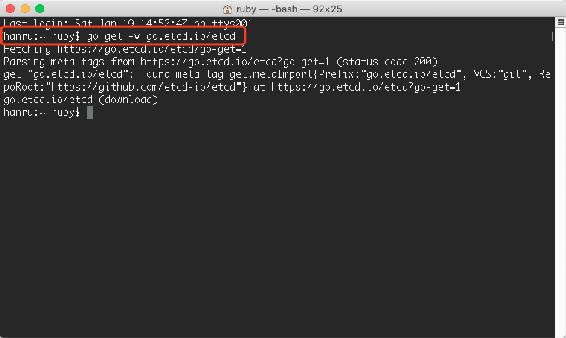 ruby — -bash — 92×25
Last login: Sat Jan 19 14:52:47 on ttys001
hanru:~ ruby$ go get -v go.etcd.io/etcd
Fetching https://go.etcd.io/etcd?go-get=1
Parsing meta tags from https://go.etcd.io/etcd?go-get=1 (status code 200)
get "go.etcd.io/etcd": found meta tag get.metaImport{Prefix:"go.etcd.io/etcd", VCS:"git", Re
poRoot:"https://github.com/etcd-io/etcd"} at https://go.etcd.io/etcd?go-get=1
go.etcd.io/etcd (download)
hanru:~ ruby$